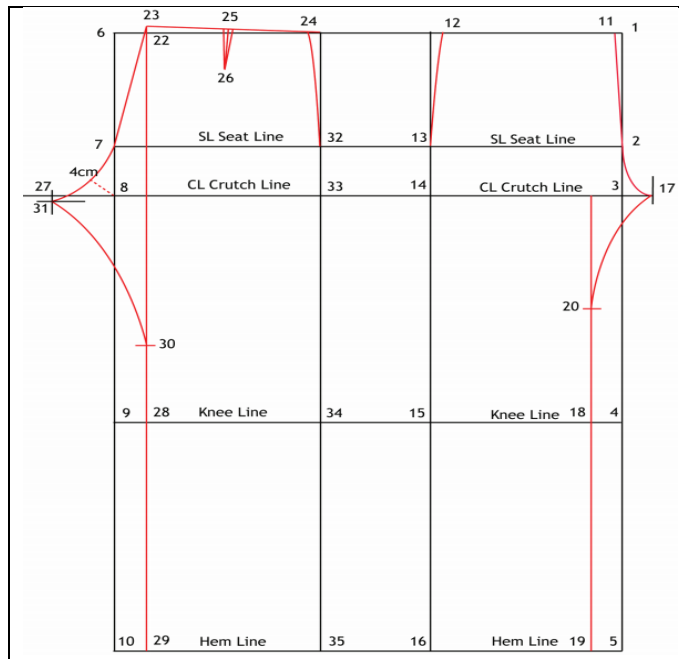 23 25 24 12 11 1
6 22
26
7 SL Seat Line 32 13 SL Seat Line 2
4cm
27 8 CL Crutch Line 33 14 CL Crutch Line 3 17
31
20
30
9 28 Knee Line 34 15 Knee Line 18 4
10 29 Hem Line 35 16 Hem Line 19 5